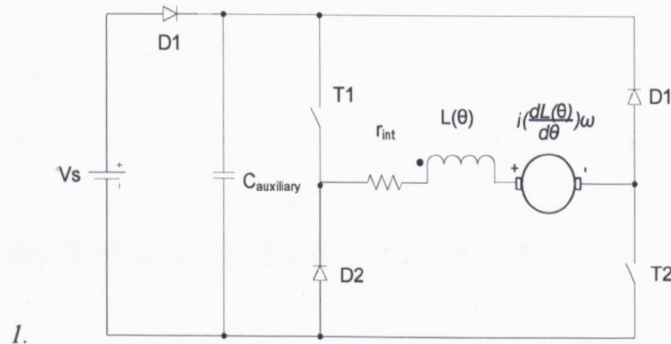 D1
T1
D1
r_int
L(θ)
i(dL(θ)/dθ)ω
+
-
+
Vs
-
C_auxiliary
D2
T2
1.